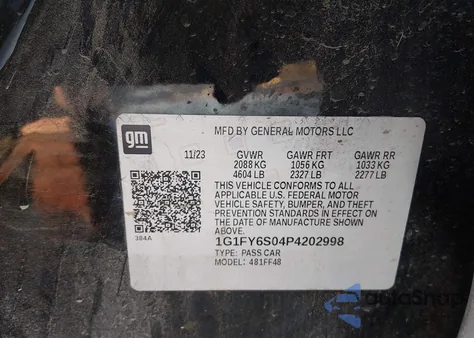 gm
MFD BY GENERAL MOTORS LLC
11/23 GVWR GAWR FRT GAWR RR
2088 KG 1056 KG 1033 KG
4604 LB 2327 LB 2277 LB
THIS VEHICLE CONFORMS TO ALL
APPLICABLE U.S. FEDERAL MOTOR
VEHICLE SAFETY, BUMPER, AND THEFT
PREVENTION STANDARDS IN EFFECT ON
THE DATE OF MANUFACTURE SHOWN
ABOVE.
384A
1G1FY6S04P4202998
TYPE: PASS CAR
MODEL: 481FF48
AutoSnap